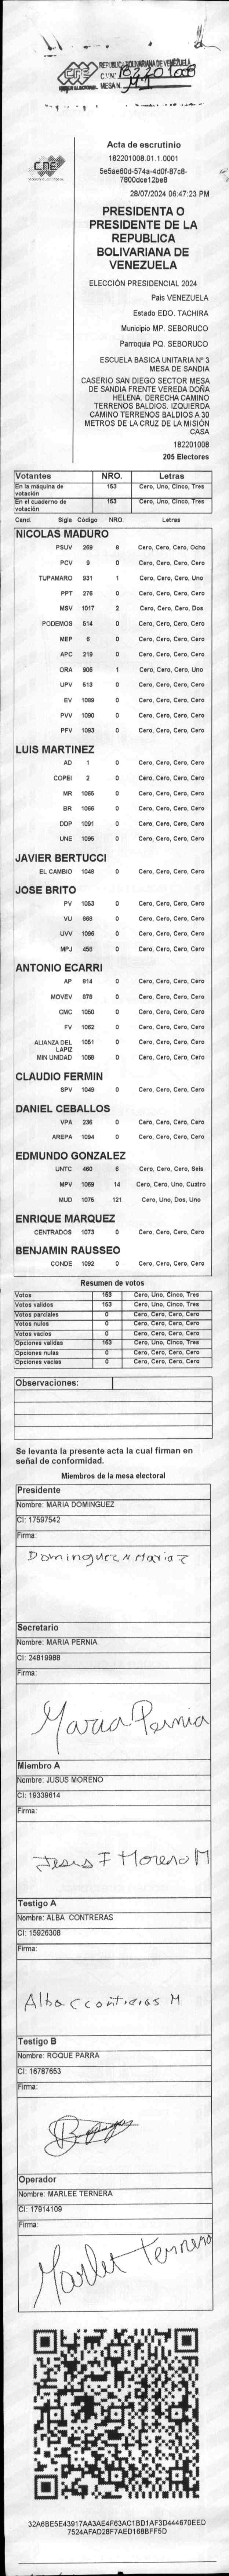 REPUBLICA BOLIVARIANA DE VENEZUELA
MESA N.
CNE
Acta de escrutinio
182201008.01.1.0001
5e5ae60d-574a-4d0f-87c8-
7800dce12be8
28/07/2024 06:47:23 PM
PRESIDENTA O
PRESIDENTE DE LA
REPUBLICA
BOLIVARIANA DE
VENEZUELA
ELECCIÓN PRESIDENCIAL 2024
Pais VENEZUELA
Estado EDO. TACHIRA
Municipio MP. SEBORUCO
Parroquia PQ. SEBORUCO
ESCUELA BASICA UNITARIA Nº 3
MESA DE SANDIA
CASERIO SAN DIEGO SECTOR MESA
DE SANDIA FRENTE VEREDA DOÑA
HELENA. DERECHA CAMINO
TERRENOS BALDIOS. IZQUIERDA
CAMINO TERRENOS BALDIOS A 30
METROS DE LA CRUZ DE LA MISIÓN
CASA
182201008
205 Electores
Votantes NRO. Letras
En la máquina de votación 153 Cero, Uno, Cinco, Tres
En el cuaderno de votación 153 Cero, Uno, Cinco, Tres
Cand. Sigla Código NRO. Letras
NICOLAS MADURO
PSUV 269 8 Cero, Cero, Cero, Ocho
PCV 9 0 Cero, Cero, Cero, Cero
TUPAMARO 931 1 Cero, Cero, Cero, Uno
PPT 276 0 Cero, Cero, Cero, Cero
MSV 1017 2 Cero, Cero, Cero, Dos
PODEMOS 514 0 Cero, Cero, Cero, Cero
MEP 6 0 Cero, Cero, Cero, Cero
APC 219 0 Cero, Cero, Cero, Cero
ORA 906 1 Cero, Cero, Cero, Uno
UPV 613 0 Cero, Cero, Cero, Cero
EV 1089 0 Cero, Cero, Cero, Cero
PVV 1090 0 Cero, Cero, Cero, Cero
PFV 1093 0 Cero, Cero, Cero, Cero
LUIS MARTINEZ
AD 1 0 Cero, Cero, Cero, Cero
COPEI 2 0 Cero, Cero, Cero, Cero
MR 1065 0 Cero, Cero, Cero, Cero
BR 1066 0 Cero, Cero, Cero, Cero
DDP 1091 0 Cero, Cero, Cero, Cero
UNE 1095 0 Cero, Cero, Cero, Cero
JAVIER BERTUCCI
EL CAMBIO 1048 0 Cero, Cero, Cero, Cero
JOSE BRITO
PV 1053 0 Cero, Cero, Cero, Cero
VU 868 0 Cero, Cero, Cero, Cero
UVV 1096 0 Cero, Cero, Cero, Cero
MPJ 458 0 Cero, Cero, Cero, Cero
ANTONIO ECARRI
AP 914 0 Cero, Cero, Cero, Cero
MOVEV 878 0 Cero, Cero, Cero, Cero
CMC 1050 0 Cero, Cero, Cero, Cero
FV 1062 0 Cero, Cero, Cero, Cero
ALIANZA DEL LAPIZ 1051 0 Cero, Cero, Cero, Cero
MIN UNIDAD 1068 0 Cero, Cero, Cero, Cero
CLAUDIO FERMIN
SPV 1049 0 Cero, Cero, Cero, Cero
DANIEL CEBALLOS
VPA 236 0 Cero, Cero, Cero, Cero
AREPA 1094 0 Cero, Cero, Cero, Cero
EDMUNDO GONZALEZ
UNTC 460 6 Cero, Cero, Cero, Seis
MPV 1069 14 Cero, Cero, Uno, Cuatro
MUD 1075 121 Cero, Uno, Dos, Uno
ENRIQUE MARQUEZ
CENTRADOS 1073 0 Cero, Cero, Cero, Cero
BENJAMIN RAUSSEO
CONDE 1092 0 Cero, Cero, Cero, Cero
Resumen de votos
Votos 153 Cero, Uno, Cinco, Tres
Votos validos 153 Cero, Uno, Cinco, Tres
Votos parciales 0 Cero, Cero, Cero, Cero
Votos nulos 0 Cero, Cero, Cero, Cero
Votos vacios 0 Cero, Cero, Cero, Cero
Opciones validas 153 Cero, Uno, Cinco, Tres
Opciones nulas 0 Cero, Cero, Cero, Cero
Opciones vacias 0 Cero, Cero, Cero, Cero
Observaciones:
Se levanta la presente acta la cual firman en
señal de conformidad.
Miembros de la mesa electoral
Presidente
Nombre: MARIA DOMINGUEZ
CI: 17597542
Firma:
Dominguez N Maria
Secretario
Nombre: MARIA PERNIA
CI: 24819988
Firma:
Maria Pernia
Miembro A
Nombre: JUSUS MORENO
CI: 19339614
Firma:
Jesus F Moreno M
Testigo A
Nombre: ALBA CONTRERAS
CI: 15926308
Firma:
Testigo B
Nombre: ROQUE PARRA
CI: 16787653
Firma:
Operador
Nombre: MARLEE TERNERA
CI: 17914109
Firma:
32A6BE5E43917AA3AE4F63AC1BD1AF3D444670EED
7524AFAD28F7AED168BFF5D